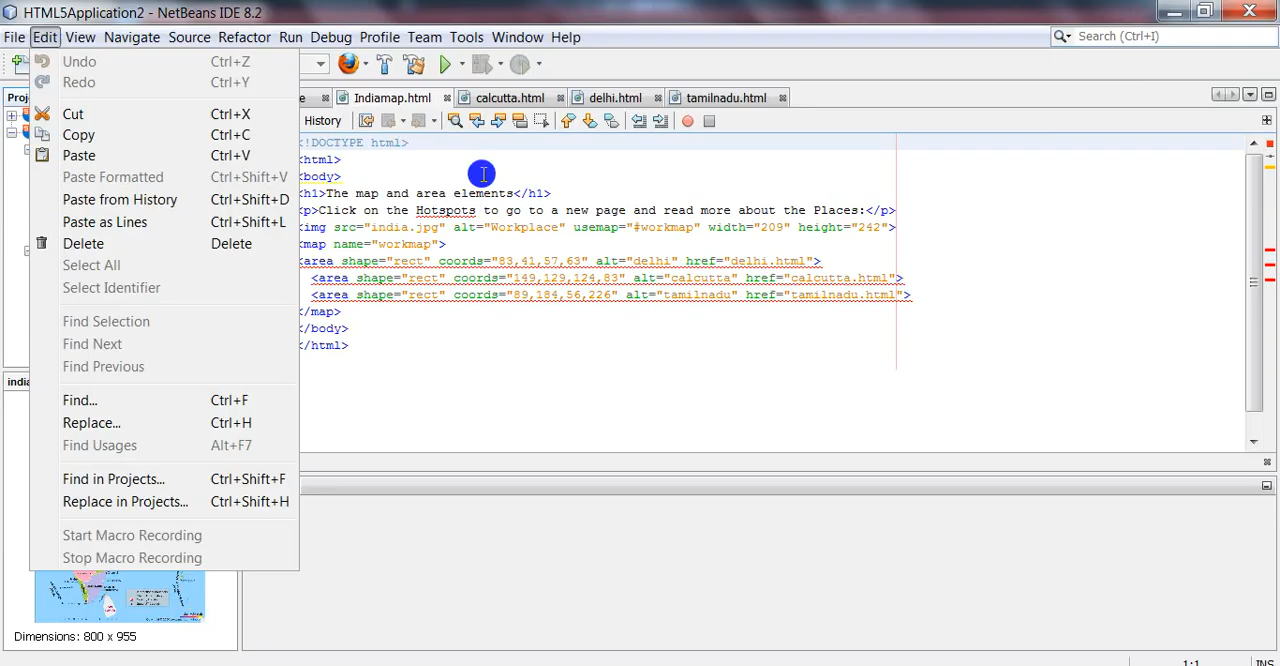 HTML5Application2 - NetBeans IDE 8.2
File Edit View Navigate Source Refactor Run Debug Profile Team Tools Window Help
Search (Ctrl+I)
Undo Ctrl+Z
Redo Ctrl+Y
Cut Ctrl+X
Copy Ctrl+C
Paste Ctrl+V
Paste Formatted Ctrl+Shift+V
Paste from History Ctrl+Shift+D
Paste as Lines Ctrl+Shift+L
Delete Delete
Select All
Select Identifier
Find Selection
Find Next
Find Previous
Find... Ctrl+F
Replace... Ctrl+H
Find Usages Alt+F7
Find in Projects... Ctrl+Shift+F
Replace in Projects... Ctrl+Shift+H
Start Macro Recording
Stop Macro Recording
Proj
india
Dimensions: 800 x 955
e Indiamap.html calcutta.html delhi.html tamilnadu.html
History
<!DOCTYPE html>
<html>
<body>
<h1>The map and area elements</h1>
<p>Click on the Hotspots to go to a new page and read more about the Places:</p>
<img src="india.jpg" alt="Workplace" usemap="#workmap" width="209" height="242">
<map name="workmap">
<area shape="rect" coords="83,41,57,63" alt="delhi" href="delhi.html">
<area shape="rect" coords="149,129,124,83" alt="calcutta" href="calcutta.html">
<area shape="rect" coords="89,184,56,226" alt="tamilnadu" href="tamilnadu.html">
</map>
</body>
</html>
1:1 INS